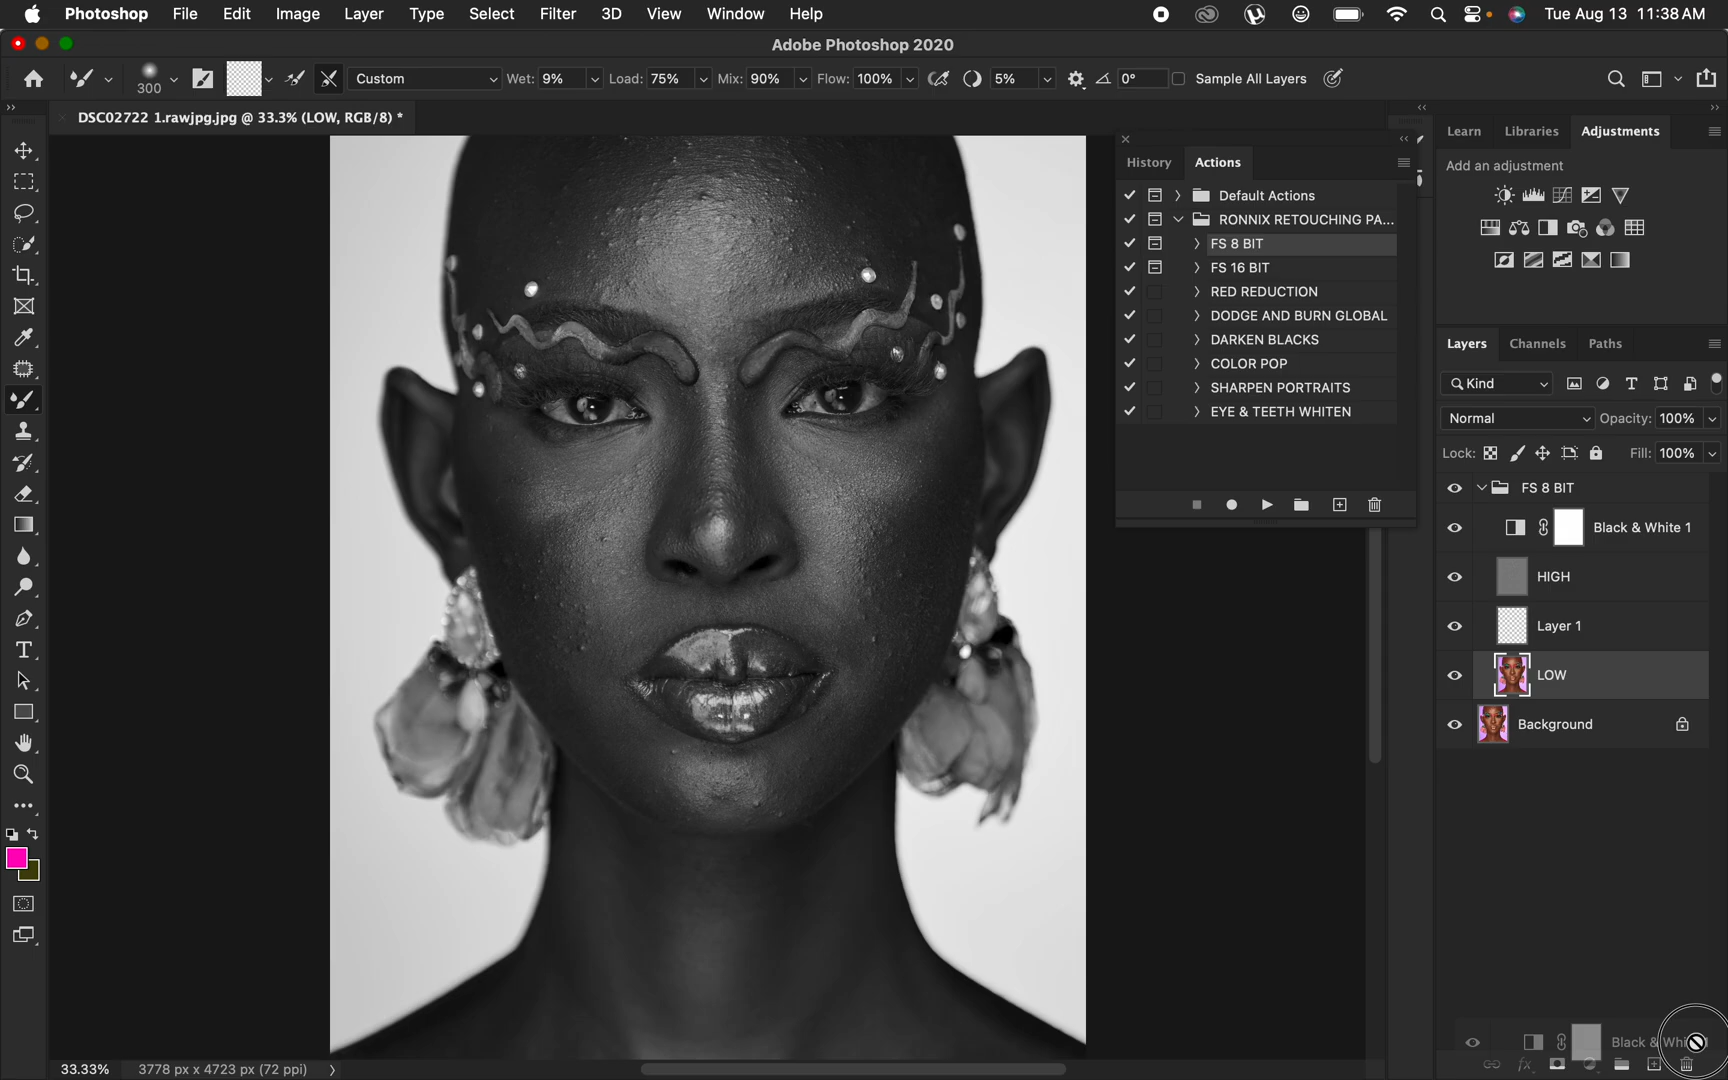 Photoshop File Edit Image Layer Type Select Filter 3D View Window Help Tue Aug 13 11:38 AM
Adobe Photoshop 2020
300 Custom Wet: 9% Load: 75% Mix: 90% Flow: 100% 5% 0° Sample All Layers
DSC02722 1.rawjpg.jpg @ 33.3% (LOW, RGB/8) *
History Actions
Default Actions
RONNIX RETOUCHING PA...
FS 8 BIT
FS 16 BIT
RED REDUCTION
DODGE AND BURN GLOBAL
DARKEN BLACKS
COLOR POP
SHARPEN PORTRAITS
EYE & TEETH WHITEN
Learn Libraries Adjustments
Add an adjustment
Layers Channels Paths
Kind
Normal Opacity: 100%
Lock: Fill: 100%
FS 8 BIT
Black & White 1
HIGH
Layer 1
LOW
Background
Black &
33.33% 3778 px x 4723 px (72 ppi)